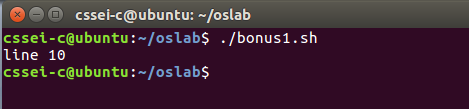 cssei-c@ubuntu: ~/oslab
cssei-c@ubuntu:~/oslab$ ./bonus1.sh
line 10
cssei-c@ubuntu:~/oslab$